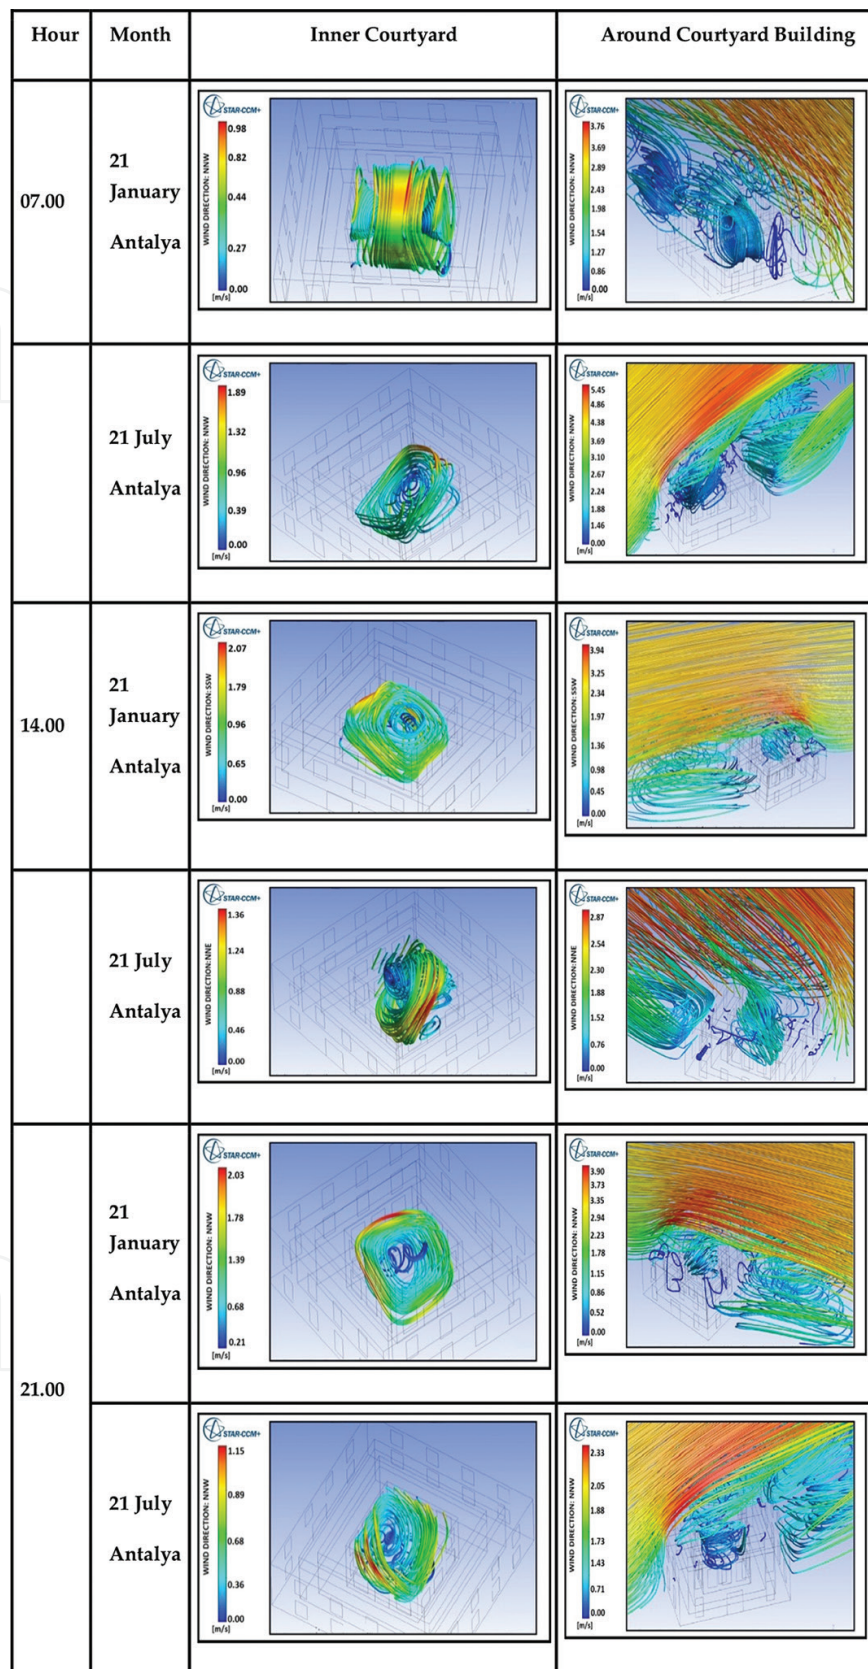 Hour Month Inner Courtyard Around Courtyard Building
07.00
21
January
Antalya
STAR-CCM+
WIND DIRECTION: NNW
0.98
0.82
0.44
0.27
0.00
[m/s]
STAR-CCM+
WIND DIRECTION: NNW
3.76
3.69
2.89
2.43
1.98
1.54
1.27
0.86
0.00
[m/s]
21 July
Antalya
STAR-CCM+
WIND DIRECTION: NNW
1.89
1.32
0.96
0.39
0.00
[m/s]
STAR-CCM+
WIND DIRECTION: NNW
5.45
4.86
4.38
3.69
3.10
2.67
2.24
1.88
1.46
0.00
[m/s]
14.00
21
January
Antalya
STAR-CCM+
WIND DIRECTION: SSW
2.07
1.79
0.96
0.65
0.00
[m/s]
STAR-CCM+
WIND DIRECTION: SSW
3.94
3.25
2.34
1.97
1.36
0.98
0.45
0.00
[m/s]
21 July
Antalya
STAR-CCM+
WIND DIRECTION: NNE
1.36
1.24
0.88
0.46
0.00
[m/s]
STAR-CCM+
WIND DIRECTION: NNE
2.87
2.54
2.30
1.88
1.52
0.76
0.00
[m/s]
21.00
21
January
Antalya
STAR-CCM+
WIND DIRECTION: NNW
2.03
1.78
1.39
0.68
0.21
[m/s]
STAR-CCM+
WIND DIRECTION: NNW
3.90
3.73
3.35
2.94
2.23
1.78
1.15
0.86
0.52
0.00
[m/s]
21 July
Antalya
STAR-CCM+
WIND DIRECTION: NNW
1.15
0.89
0.68
0.36
0.00
[m/s]
STAR-CCM+
WIND DIRECTION: NNW
2.33
2.05
1.88
1.73
1.43
0.71
0.00
[m/s]